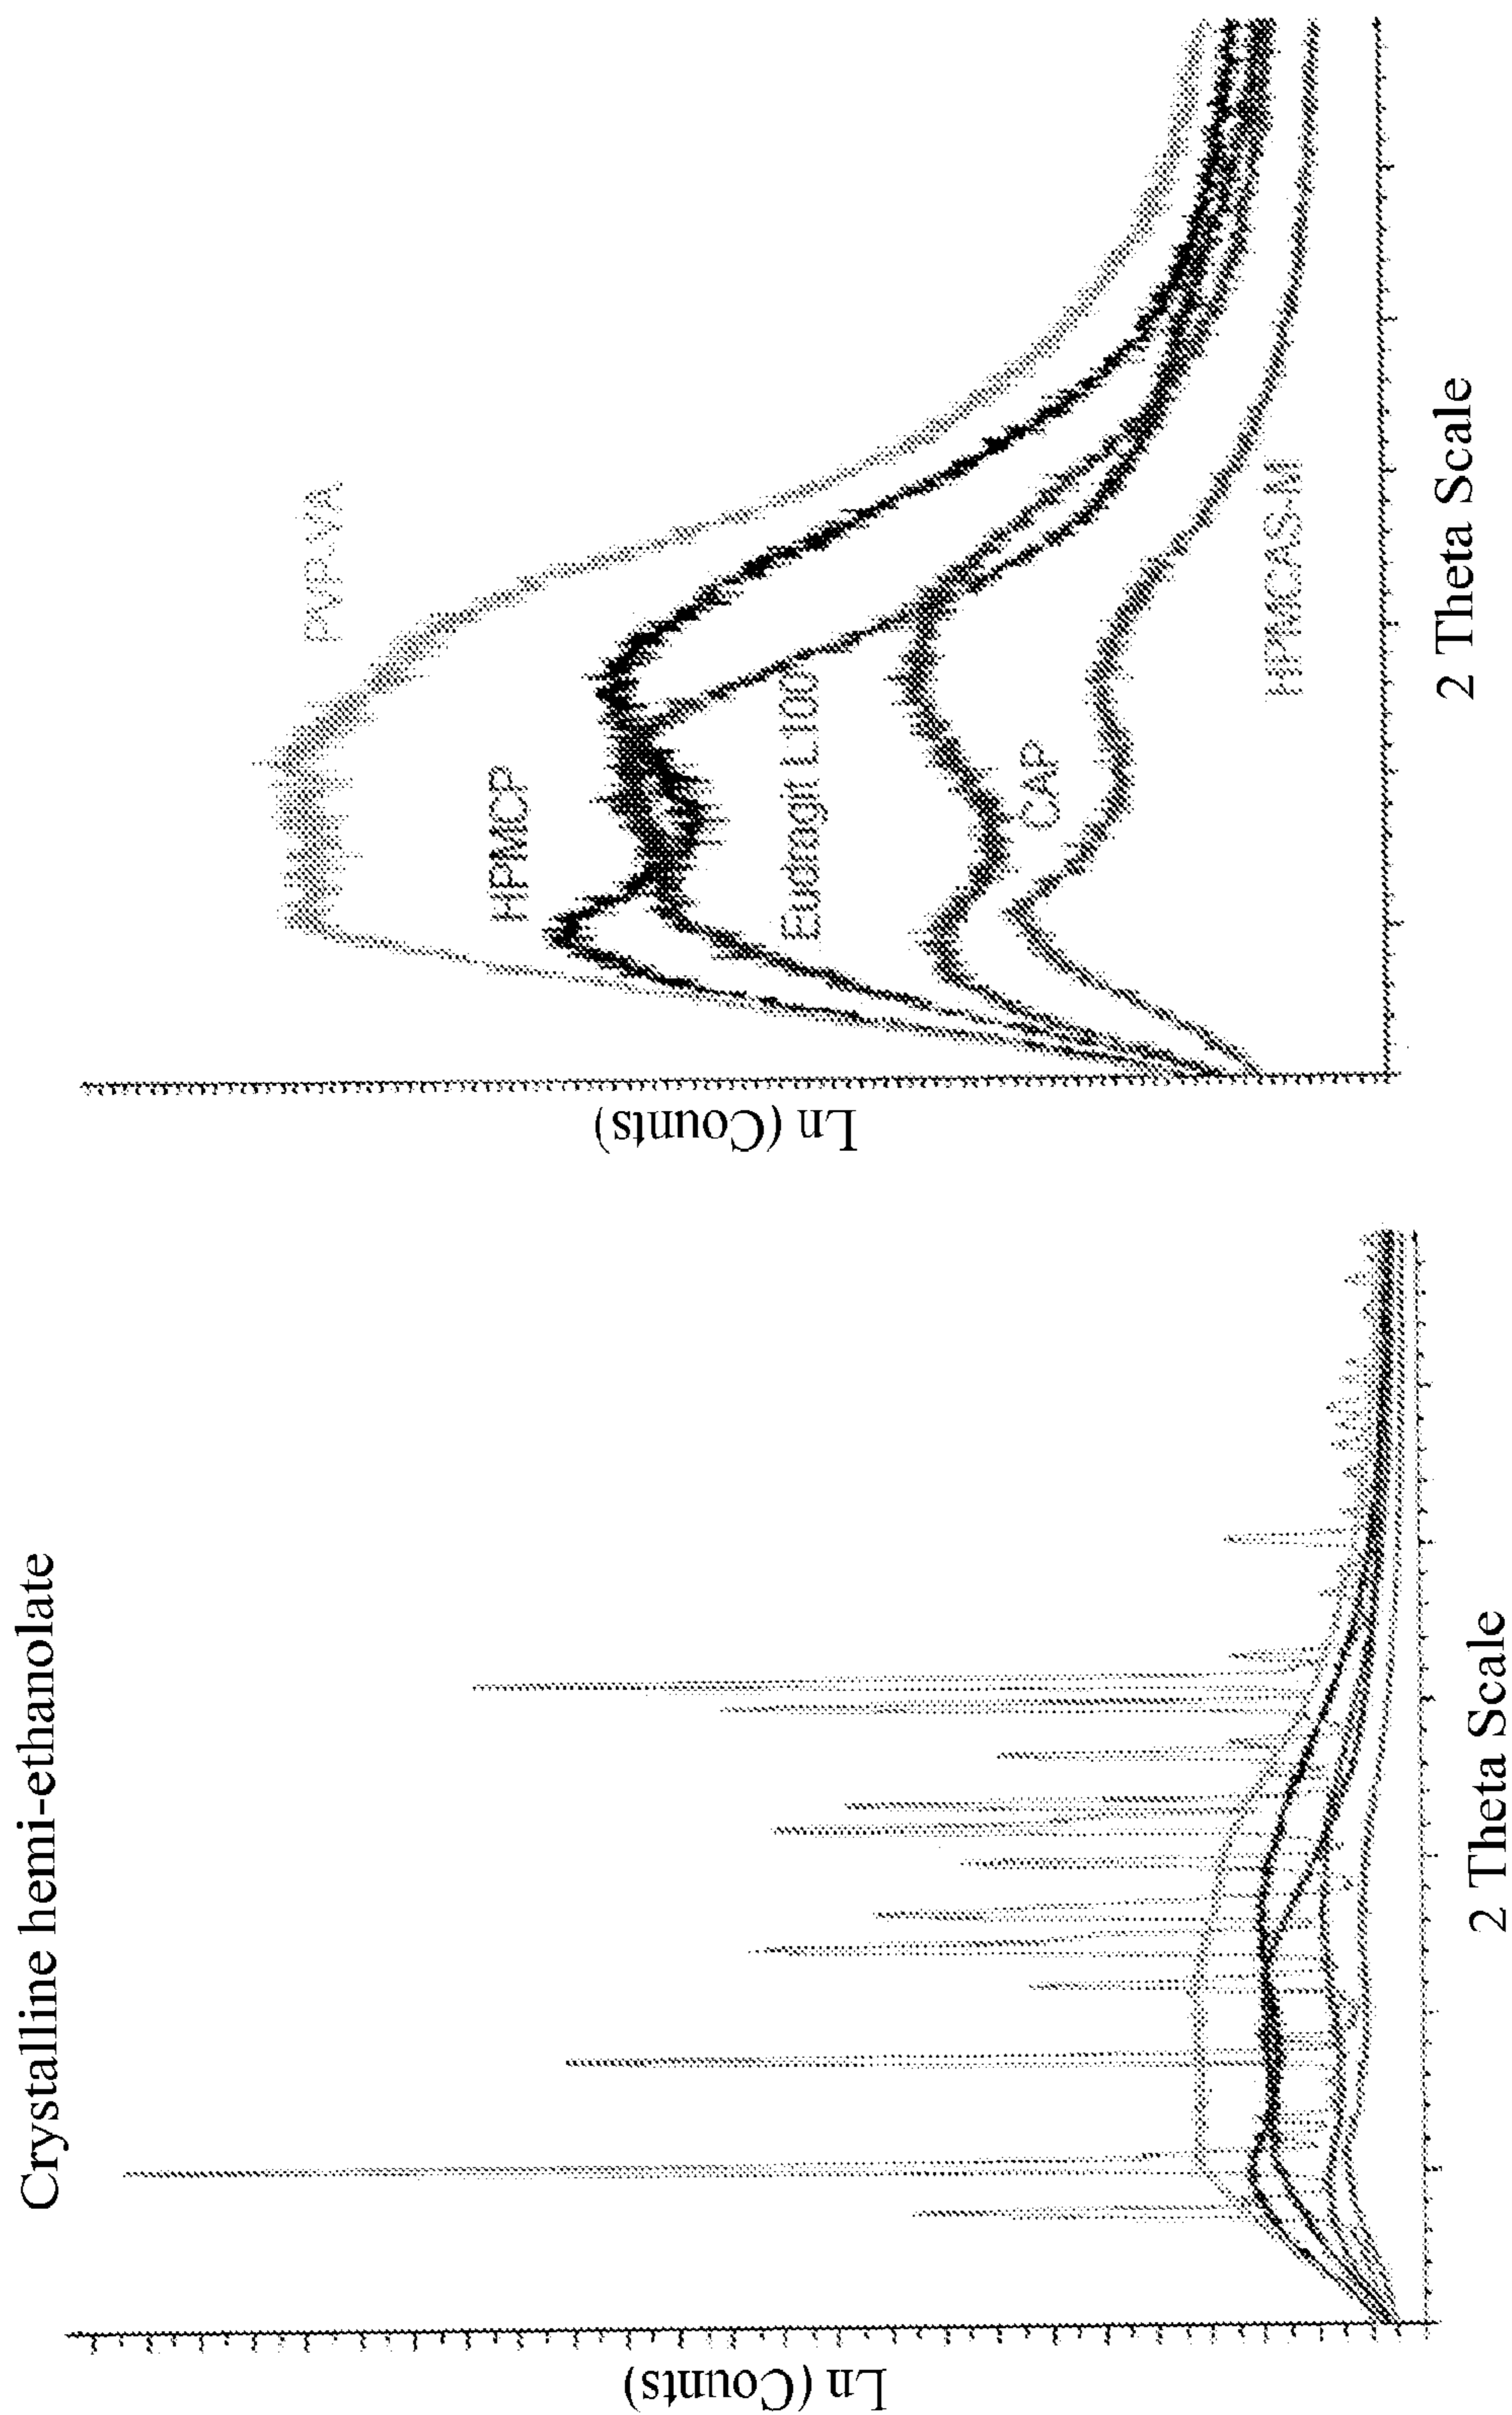 Crystalline hemi-ethanolate
Ln (Counts)
2 Theta Scale
Ln (Counts)
PVP-VA
HPMCP
Eudragit L100
CAP
HPMCAS-M
2 Theta Scale